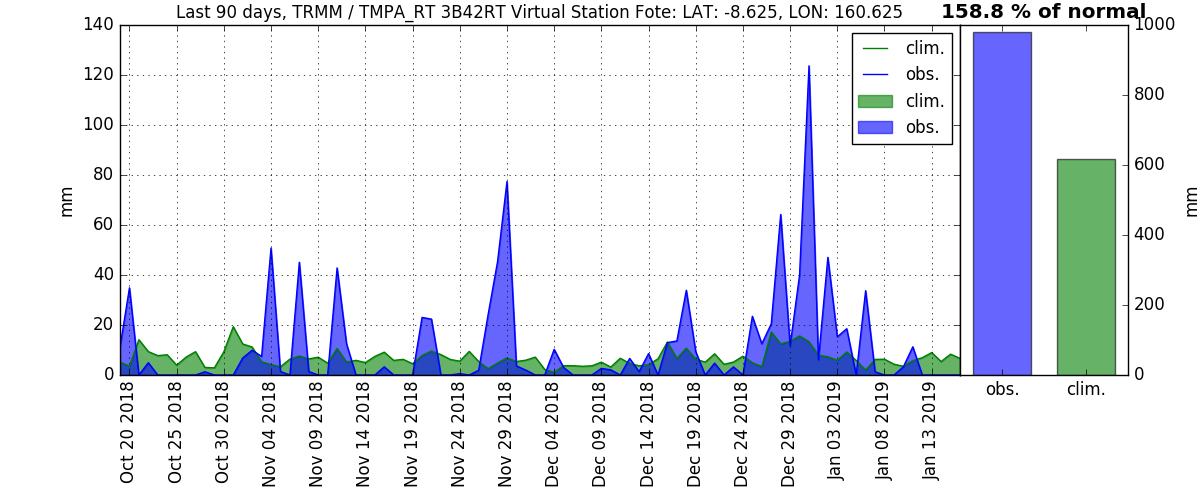 Last 90 days, TRMM / TMPA_RT 3B42RT Virtual Station Fote: LAT: -8.625, LON: 160.625
158.8 % of normal
140
120
100
80
60
40
20
0
mm
clim.
obs.
clim.
obs.
1000
800
600
400
200
0
mm
Oct 20 2018
Oct 25 2018
Oct 30 2018
Nov 04 2018
Nov 09 2018
Nov 14 2018
Nov 19 2018
Nov 24 2018
Nov 29 2018
Dec 04 2018
Dec 09 2018
Dec 14 2018
Dec 19 2018
Dec 24 2018
Dec 29 2018
Jan 03 2019
Jan 08 2019
Jan 13 2019
obs.
clim.